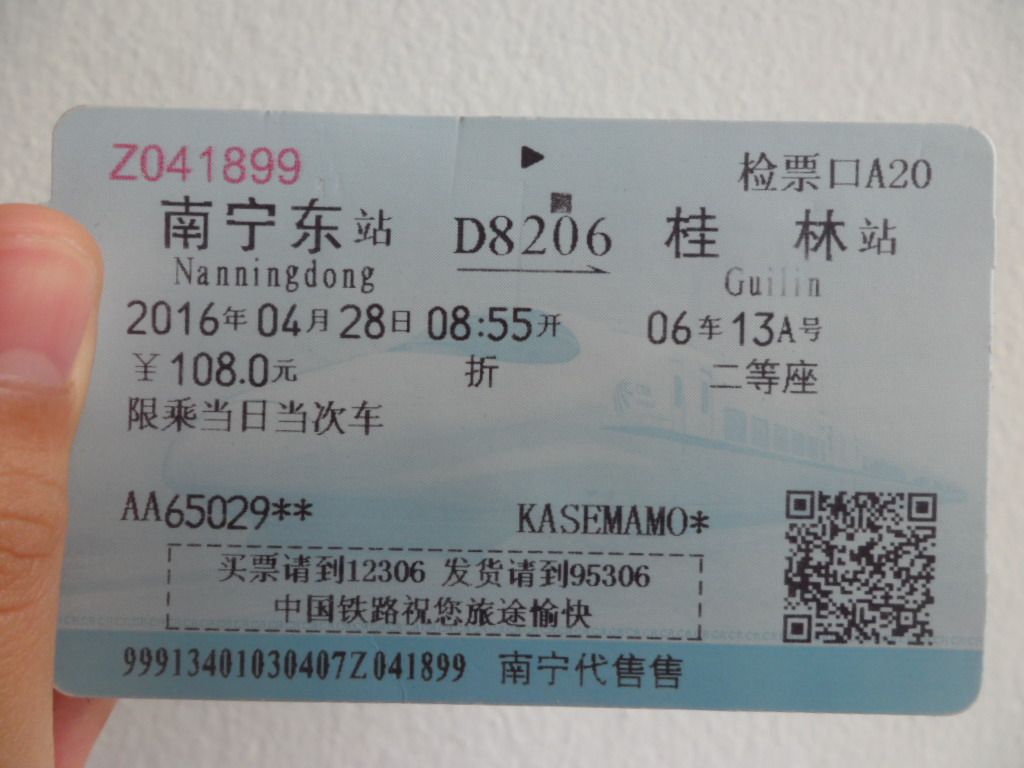 Z041899 检票口A20
南宁东站 D8206 桂林站
Nanningdong Guilin
2016年04月28日 08:55开 06车13A号
￥108.0元 折 二等座
限乘当日当次车
AA65029** KASEMAMO*
买票请到12306 发货请到95306
中国铁路祝您旅途愉快
99913401030407Z041899 南宁代售售